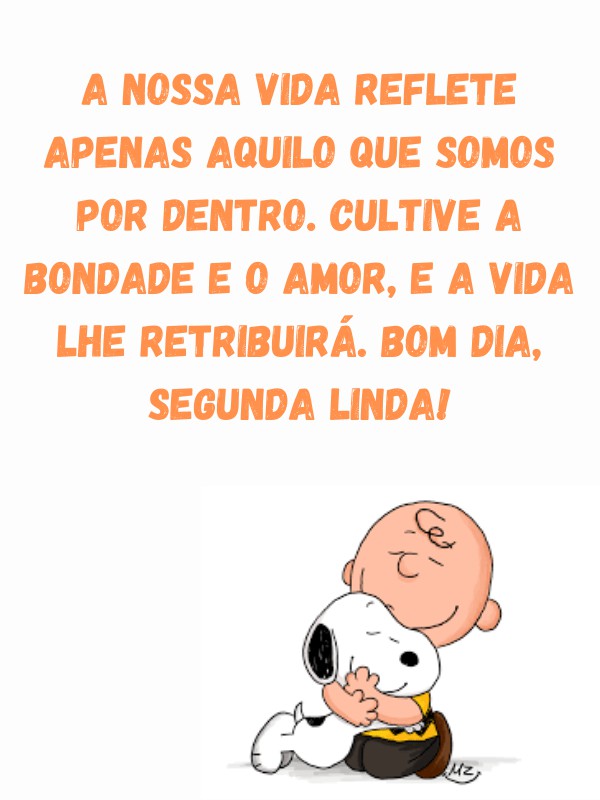 A NOSSA VIDA REFLETE
APENAS AQUILO QUE SOMOS
POR DENTRO. CULTIVE A
BONDADE E O AMOR, E A VIDA
LHE RETRIBUIRÁ. BOM DIA,
SEGUNDA LINDA!
MZ